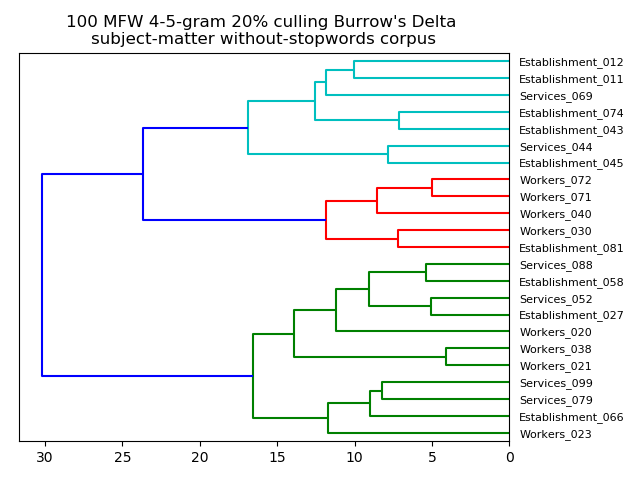 100 MFW 4-5-gram 20% culling Burrow's Delta
subject-matter without-stopwords corpus
Establishment_012
Establishment_011
Services_069
Establishment_074
Establishment_043
Services_044
Establishment_045
Workers_072
Workers_071
Workers_040
Workers_030
Establishment_081
Services_088
Establishment_058
Services_052
Establishment_027
Workers_020
Workers_038
Workers_021
Services_099
Services_079
Establishment_066
Workers_023
30 25 20 15 10 5 0